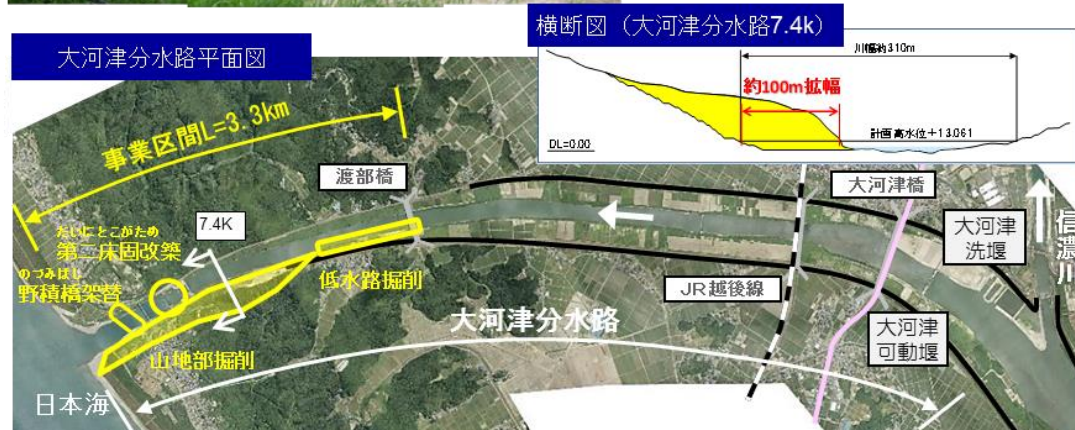 横断図（大河津分水路7.4k）
大河津分水路平面図
川幅約310m
約100m拡幅
計画高水位+13.061
DL=0.00
事業区間L=3.3km
渡部橋
大河津橋
大河津
洗堰
信濃川
7.4K
だいにとこがため
第二床固改築
のづみばし
野積橋架替
低水路掘削
JR越後線
大河津分水路
大河津
可動堰
山地部掘削
日本海